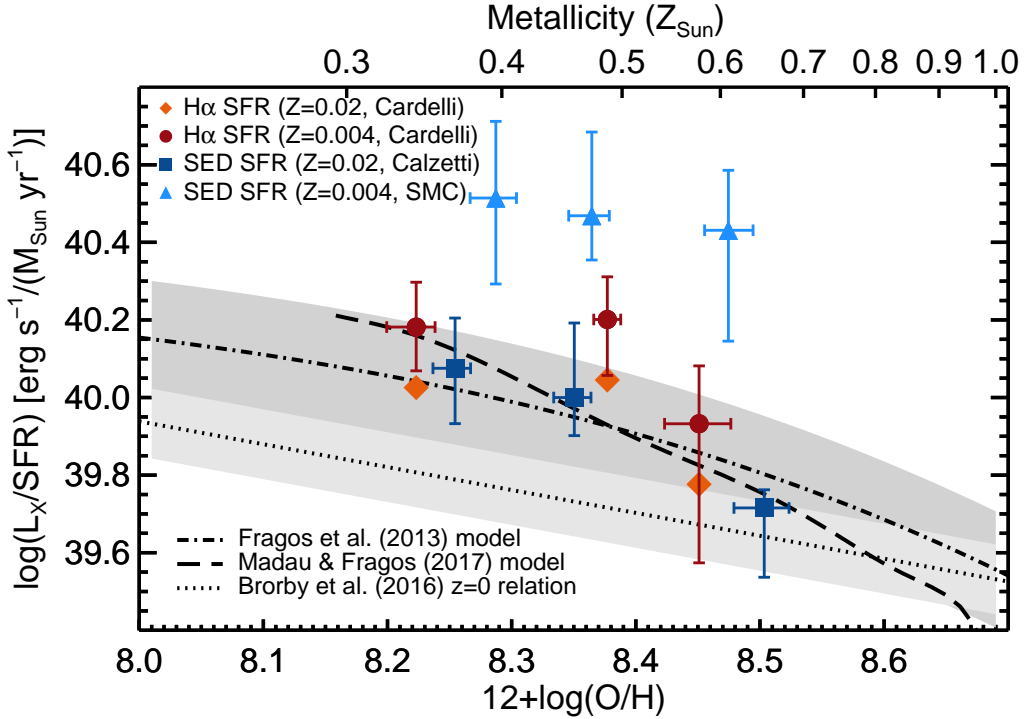 Metallicity (Z_Sun)
0.3 0.4 0.5 0.6 0.7 0.8 0.9 1.0
Hα SFR (Z=0.02, Cardelli)
Hα SFR (Z=0.004, Cardelli)
SED SFR (Z=0.02, Calzetti)
SED SFR (Z=0.004, SMC)
log(L_X/SFR) [erg s⁻¹/(M_Sun yr⁻¹)]
40.6
40.4
40.2
40.0
39.8
39.6
Fragos et al. (2013) model
Madau & Fragos (2017) model
Brorby et al. (2016) z=0 relation
8.0 8.2 8.3 8.4 8.5 8.6
12+log(O/H)